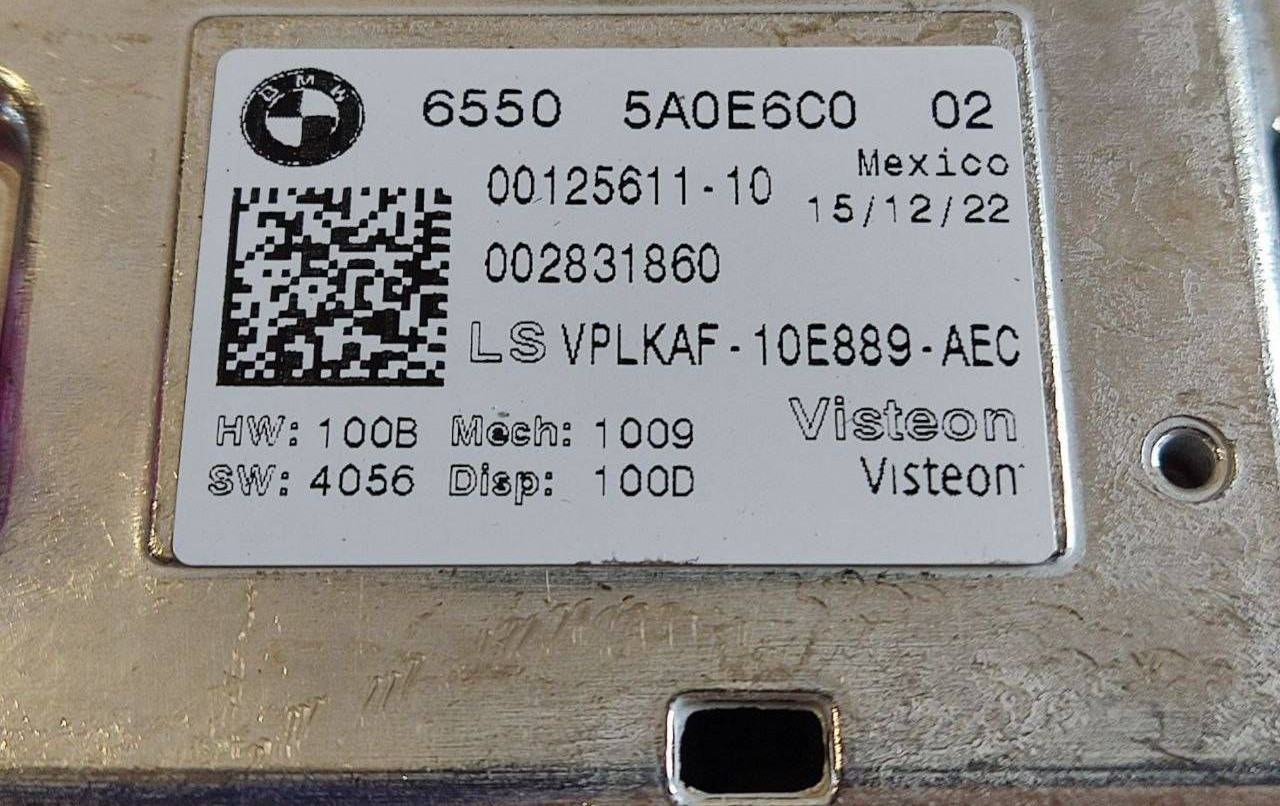 BMW
6550 5A0E6C0 02
Mexico
00125611-10
15/12/22
002831860
LS VPLKAF-10E889-AEC
HW: 100B Mech: 1009
Visteon
SW: 4056 Disp: 100D
Visteon